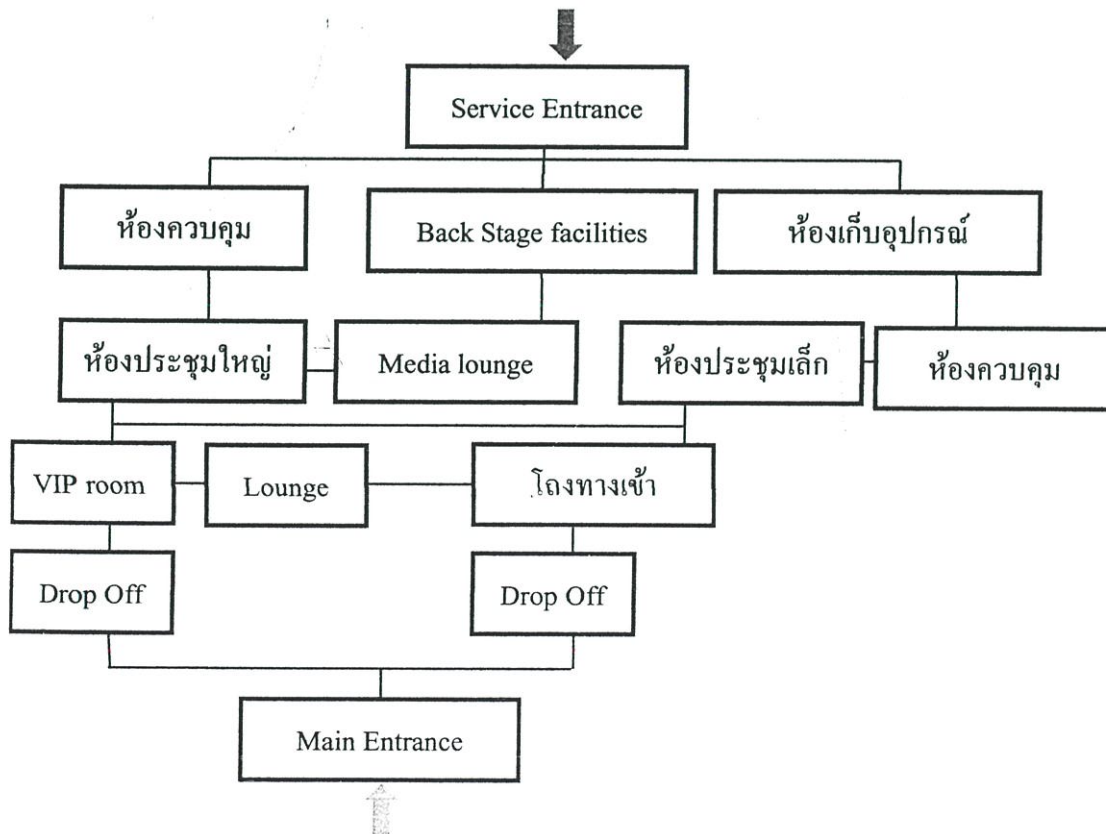 Service Entrance
ห้องควบคุม
Back Stage facilities
ห้องเก็บอุปกรณ์
ห้องประชุมใหญ่
Media lounge
ห้องประชุมเล็ก
ห้องควบคุม
VIP room
Lounge
โถงทางเข้า
Drop Off
Drop Off
Main Entrance